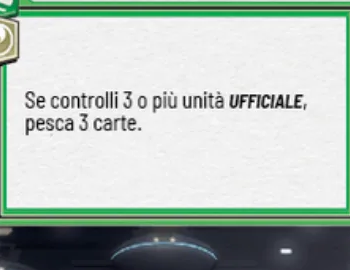 Se controlli 3 o più unità UFFICIALE,
pesca 3 carte.